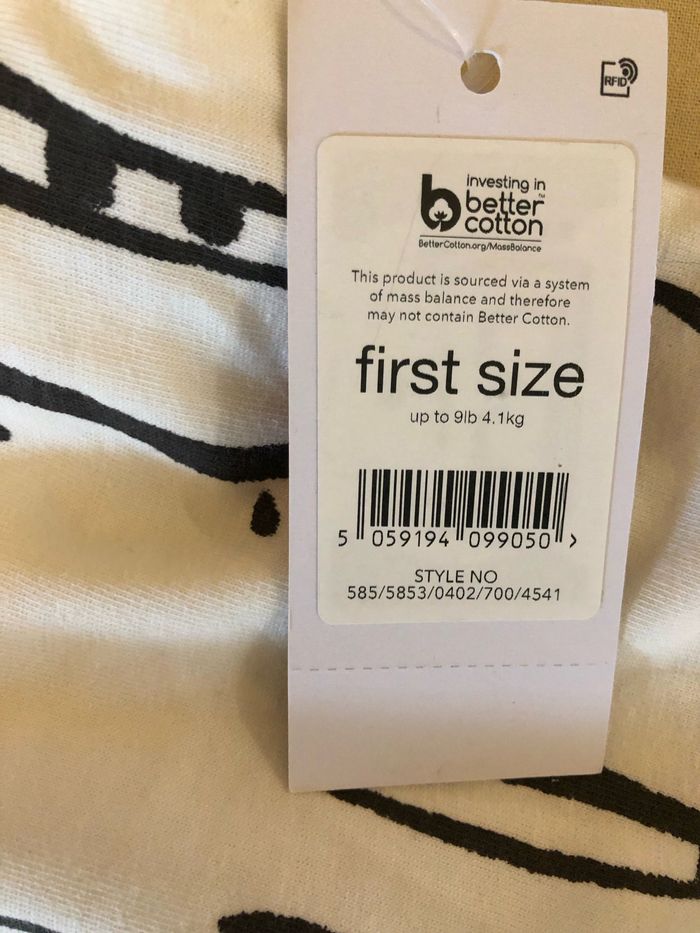 RFID
investing in
better™
cotton
BetterCotton.org/MassBalance
This product is sourced via a system
of mass balance and therefore
may not contain Better Cotton.
first size
up to 9lb 4.1kg
5 059194 099050 >
STYLE NO
585/5853/0402/700/4541